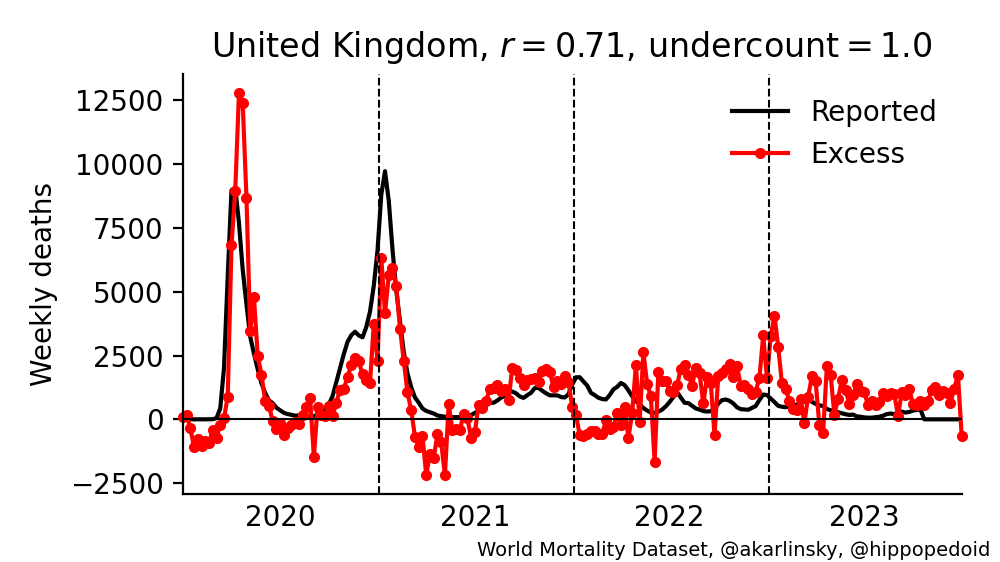 United Kingdom, r = 0.71, undercount = 1.0
Weekly deaths
12500
10000
7500
5000
2500
0
−2500
Reported
Excess
2020 2021 2022 2023
World Mortality Dataset, @akarlinsky, @hippopedoid